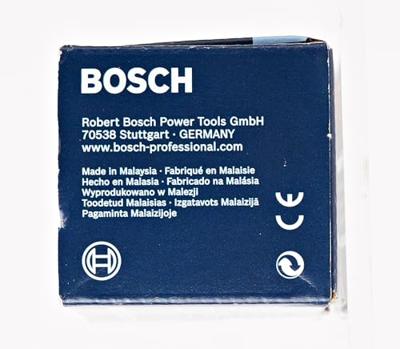 BOSCH
Robert Bosch Power Tools GmbH
70538 Stuttgart · GERMANY
www.bosch-professional.com
Made in Malaysia · Fabriqué en Malaisie
Hecho en Malasia · Fabricado na Malásia
Wyprodukowano w Malezji
Toodetud Malaisias · Izgatavots Malaizijā
Pagaminta Malaizijoje
CE